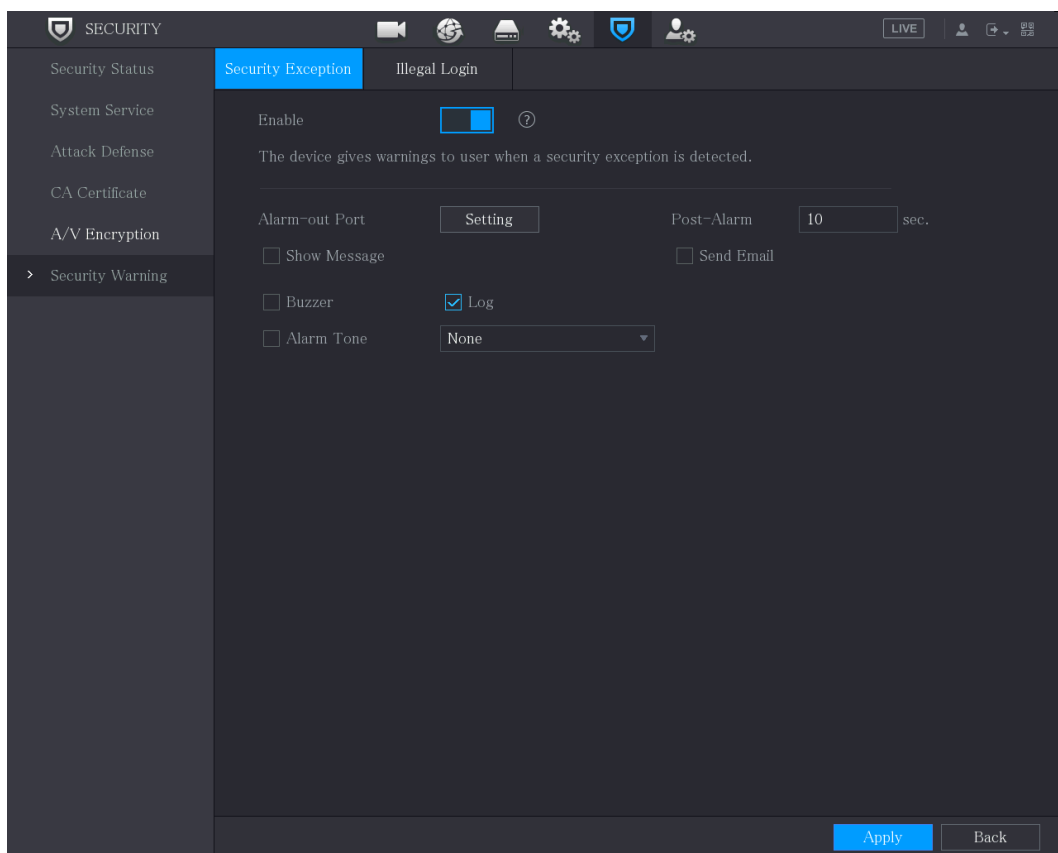 SECURITY
LIVE
Security Status
System Service
Attack Defense
CA Certificate
A/V Encryption
Security Warning
Security Exception Illegal Login
Enable
The device gives warnings to user when a security exception is detected.
Alarm-out Port Setting Post-Alarm 10 sec.
Show Message Send Email
Buzzer Log
Alarm Tone None
Apply Back